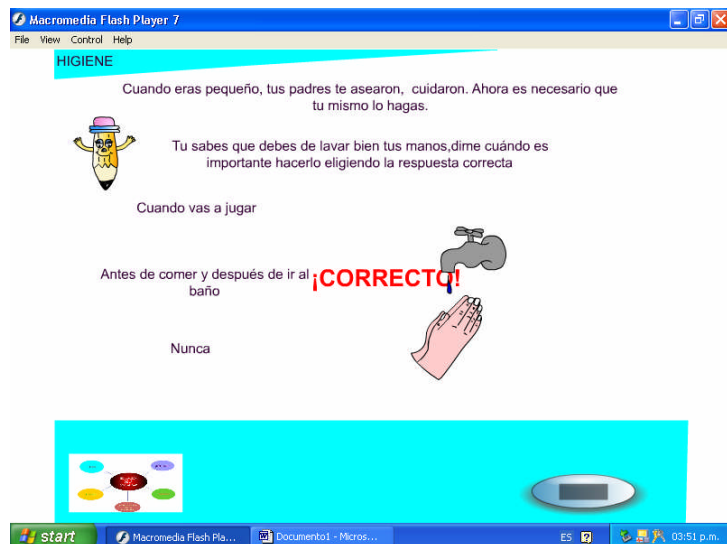 Macromedia Flash Player 7
File View Control Help
HIGIENE
Cuando eras pequeño, tus padres te asearon, cuidaron. Ahora es necesario que
tu mismo lo hagas.
Tu sabes que debes de lavar bien tus manos,dime cuándo es
importante hacerlo eligiendo la respuesta correcta
Cuando vas a jugar
Antes de comer y después de ir al
baño
¡CORRECTO!
Nunca
start Macromedia Flash Pla... Documento1 - Micros... ES 03:51 p.m.